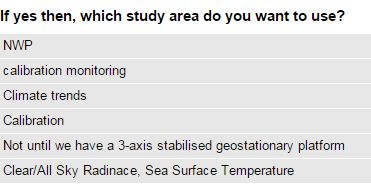 If yes then, which study area do you want to use?
NWP
calibration monitoring
Climate trends
Calibration
Not until we have a 3-axis stabilised geostationary platform
Clear/All Sky Radinace, Sea Surface Temperature